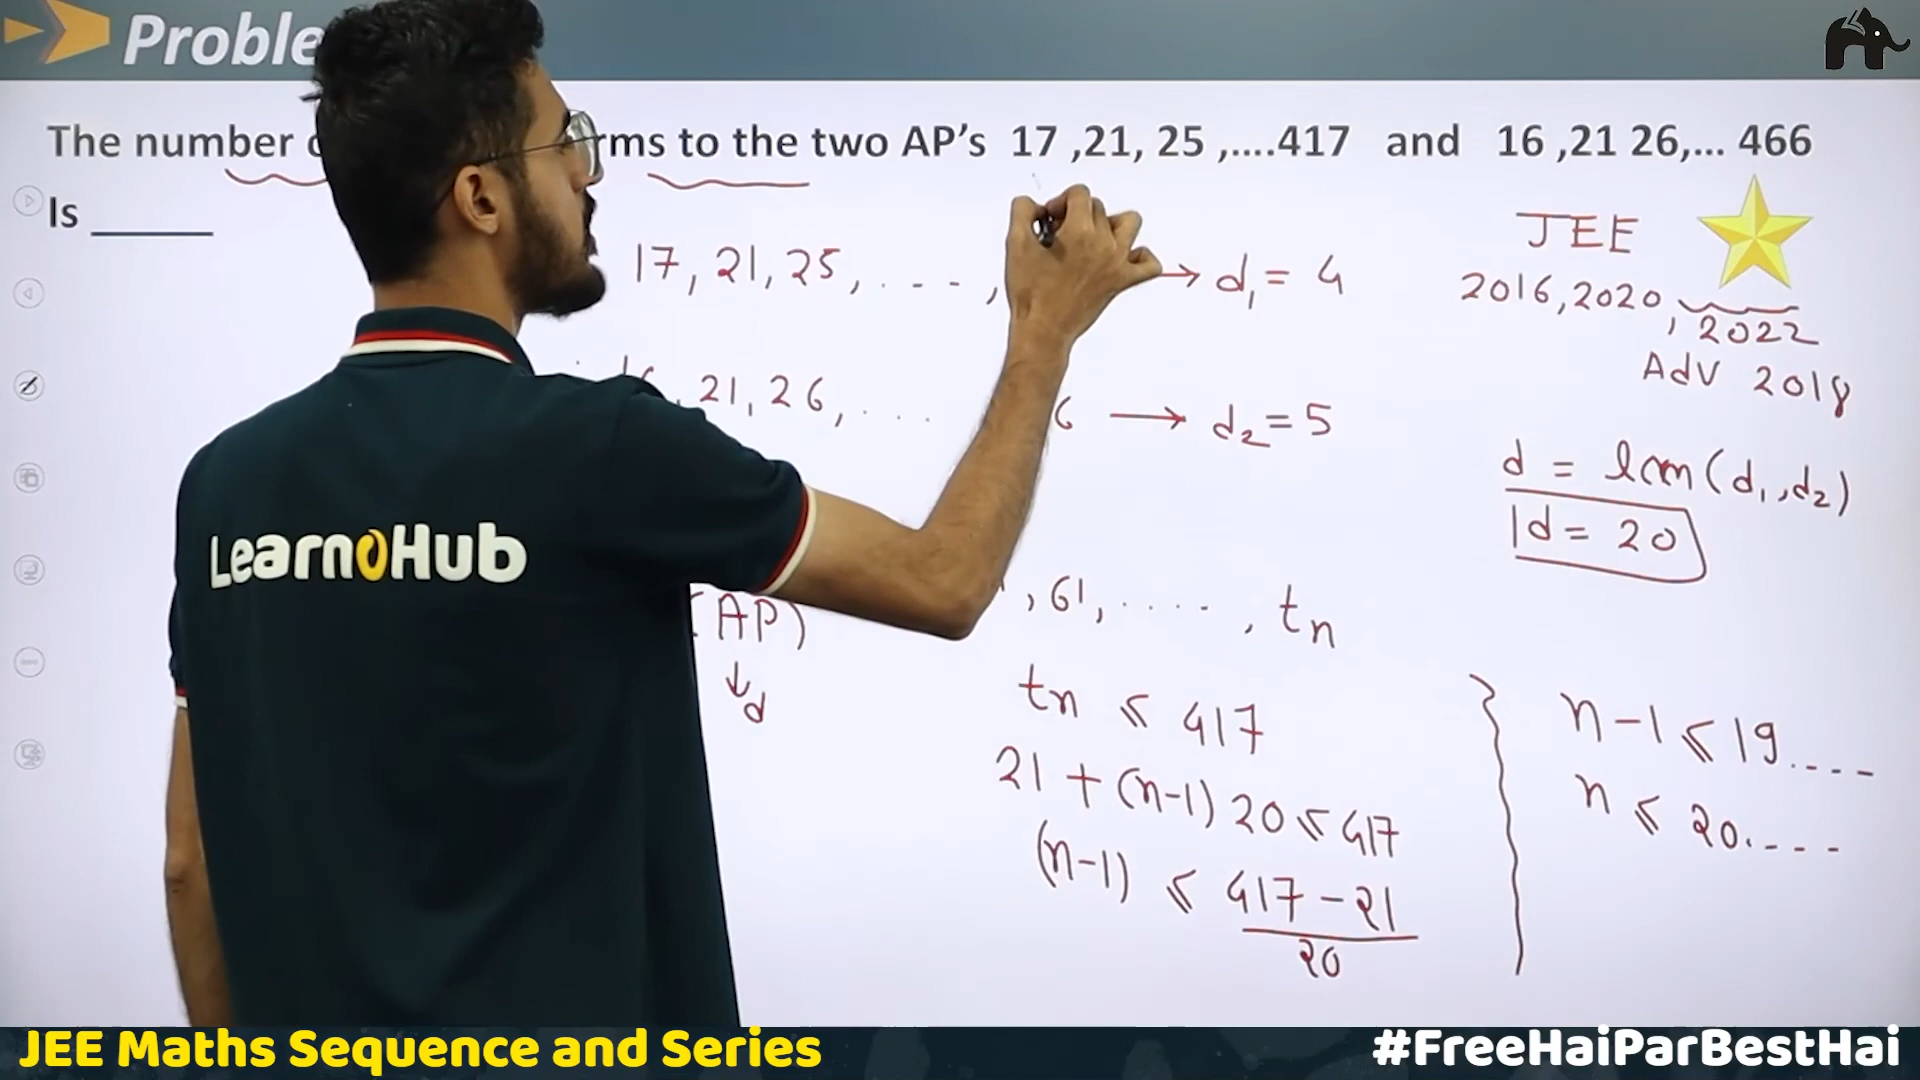 Proble
The number rms to the two AP’s 17 ,21, 25 ,....417 and 16 ,21 26,... 466
Is ______
JEE
2016,2020, 2022
Adv 2018
17, 21, 25, . - - - , → d₁ = 4
, 21, 26, . . . 6 → d₂ = 5
d = lcm(d₁,d₂)
d = 20
LearnoHub
, 61, ..... , tn
AP)
↓
d
tn ≤ 417
21 + (n-1) 20 ≤ 417
(n-1) ≤ 417 - 21
20
n-1 ≤ 19....
n ≤ 20....
JEE Maths Sequence and Series
#FreeHaiParBestHai